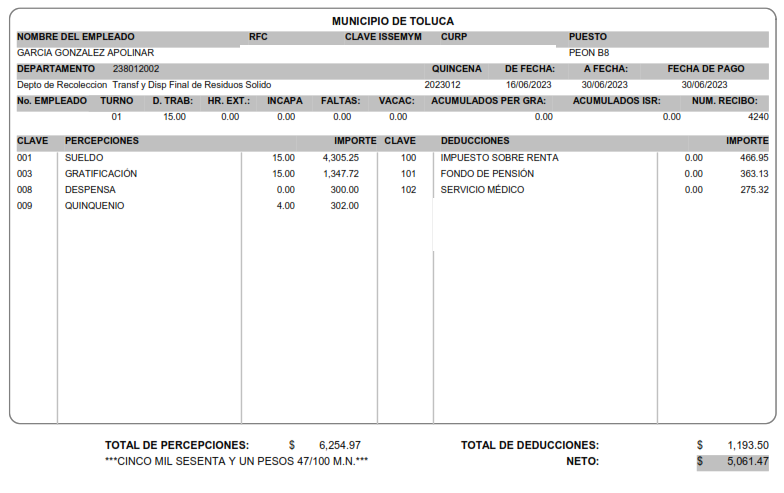 MUNICIPIO DE TOLUCA
NOMBRE DEL EMPLEADO RFC CLAVE ISSEMYM CURP PUESTO
GARCIA GONZALEZ APOLINAR PEON B8
DEPARTAMENTO 238012002 QUINCENA DE FECHA: A FECHA: FECHA DE PAGO
Depto de Recoleccion Transf y Disp Final de Residuos Solido 2023012 16/06/2023 30/06/2023 30/06/2023
No. EMPLEADO TURNO D. TRAB: HR. EXT.: INCAPA FALTAS: VACAC: ACUMULADOS PER GRA: ACUMULADOS ISR: NUM. RECIBO:
01 15.00 0.00 0.00 0.00 0.00 0.00 0.00 4240
CLAVE PERCEPCIONES IMPORTE CLAVE DEDUCCIONES IMPORTE
001 SUELDO 15.00 4,305.25 100 IMPUESTO SOBRE RENTA 0.00 466.95
003 GRATIFICACIÓN 15.00 1,347.72 101 FONDO DE PENSIÓN 0.00 363.13
008 DESPENSA 0.00 300.00 102 SERVICIO MÉDICO 0.00 275.32
009 QUINQUENIO 4.00 302.00
TOTAL DE PERCEPCIONES: $ 6,254.97 TOTAL DE DEDUCCIONES: $ 1,193.50
***CINCO MIL SESENTA Y UN PESOS 47/100 M.N.*** NETO: $ 5,061.47